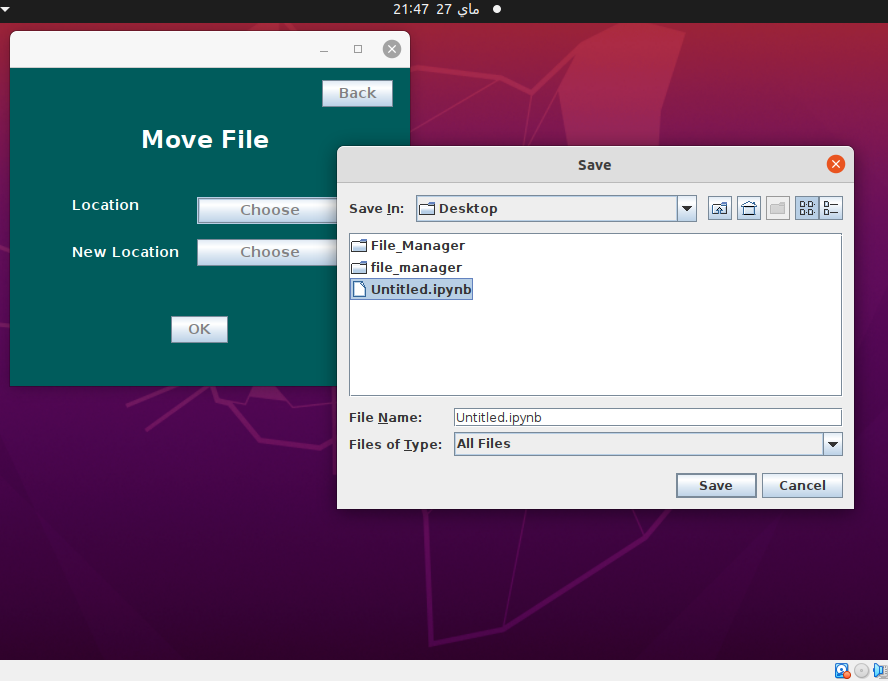 21:47 27 ماي
Back
Move File
Location
Choose
New Location
Choose
OK
Save
Save In:
Desktop
File_Manager
file_manager
Untitled.ipynb
File Name:
Untitled.ipynb
Files of Type:
All Files
Save
Cancel